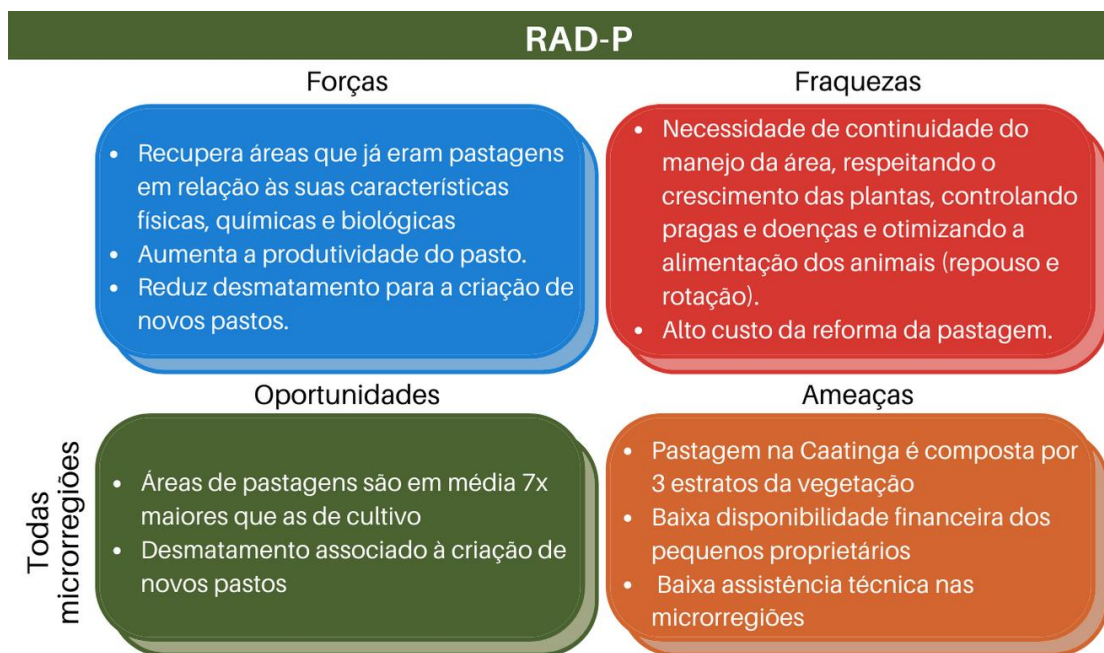 RAD-P
Forças
• Recupera áreas que já eram pastagens
em relação às suas características
físicas, químicas e biológicas
• Aumenta a produtividade do pasto.
• Reduz desmatamento para a criação de
novos pastos.
Fraquezas
• Necessidade de continuidade do
manejo da área, respeitando o
crescimento das plantas, controlando
pragas e doenças e otimizando a
alimentação dos animais (repouso e
rotação).
• Alto custo da reforma da pastagem.
Todas
microrregiões
Oportunidades
• Áreas de pastagens são em média 7x
maiores que as de cultivo
• Desmatamento associado à criação de
novos pastos
Ameaças
• Pastagem na Caatinga é composta por
3 estratos da vegetação
• Baixa disponibilidade financeira dos
pequenos proprietários
• Baixa assistência técnica nas
microrregiões